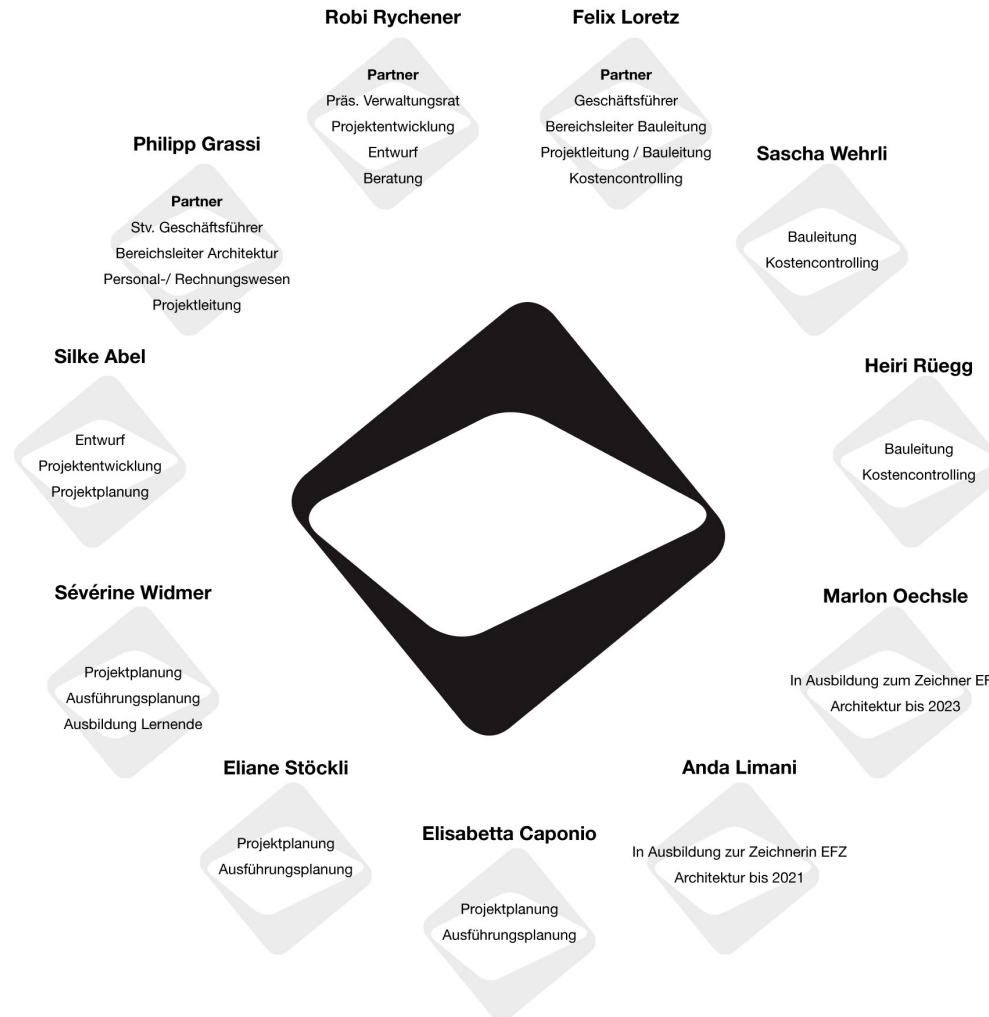 Robi Rychener
Partner
Präs. Verwaltungsrat
Projektentwicklung
Entwurf
Beratung
Felix Loretz
Partner
Geschäftsführer
Bereichsleiter Bauleitung
Projektleitung / Bauleitung
Kostencontrolling
Philipp Grassi
Partner
Stv. Geschäftsführer
Bereichsleiter Architektur
Personal-/ Rechnungswesen
Projektleitung
Sascha Wehrli
Bauleitung
Kostencontrolling
Silke Abel
Entwurf
Projektentwicklung
Projektplanung
Heiri Rüegg
Bauleitung
Kostencontrolling
Sévérine Widmer
Projektplanung
Ausführungsplanung
Ausbildung Lernende
Marlon Oechsle
In Ausbildung zum Zeichner EF
Architektur bis 2023
Eliane Stöckli
Projektplanung
Ausführungsplanung
Anda Limani
In Ausbildung zur Zeichnerin EFZ
Architektur bis 2021
Elisabetta Caponio
Projektplanung
Ausführungsplanung